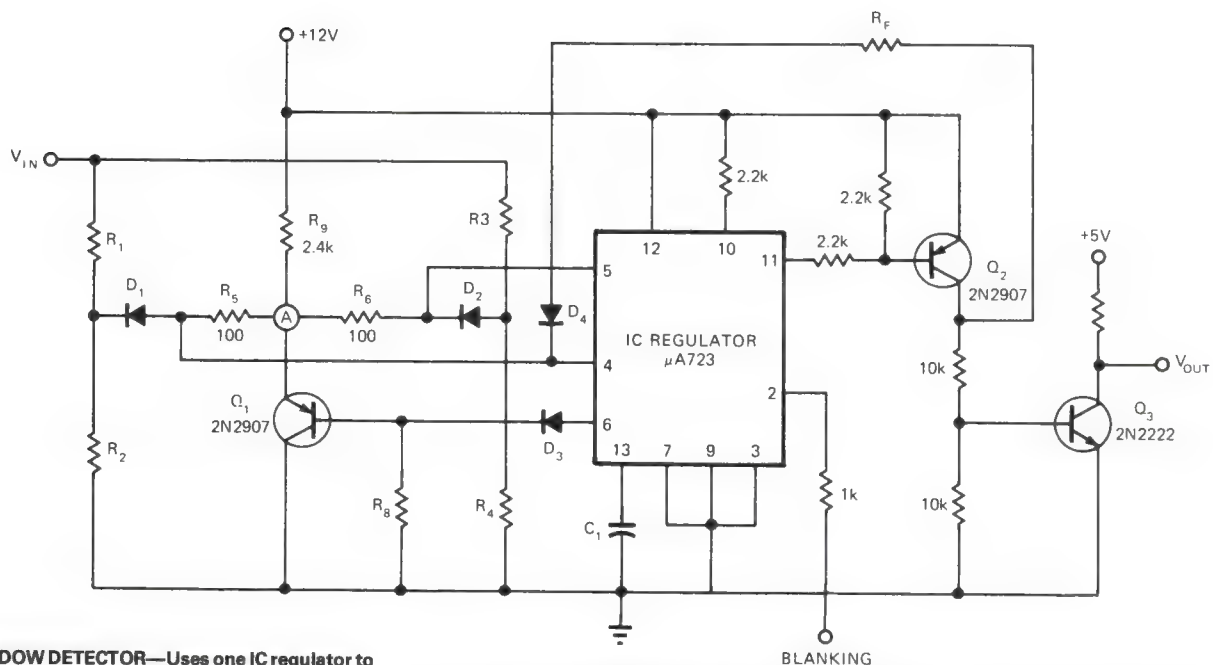 +12V
R_F
V_IN
R_1
R_9
2.4k
R3
2.2k
2.2k
2.2k
12
10
11
5
4
6
13
7
9
3
2
D_1
R_5
100
A
R_6
100
D_2
D_4
IC REGULATOR
µA723
Q_2
2N2907
+5V
10k
V_OUT
Q_1
2N2907
D_3
Q_3
2N2222
R_2
R_8
R_4
C_1
1k
10k
BLANKING
DOW DETECTOR—Uses one IC regulator to